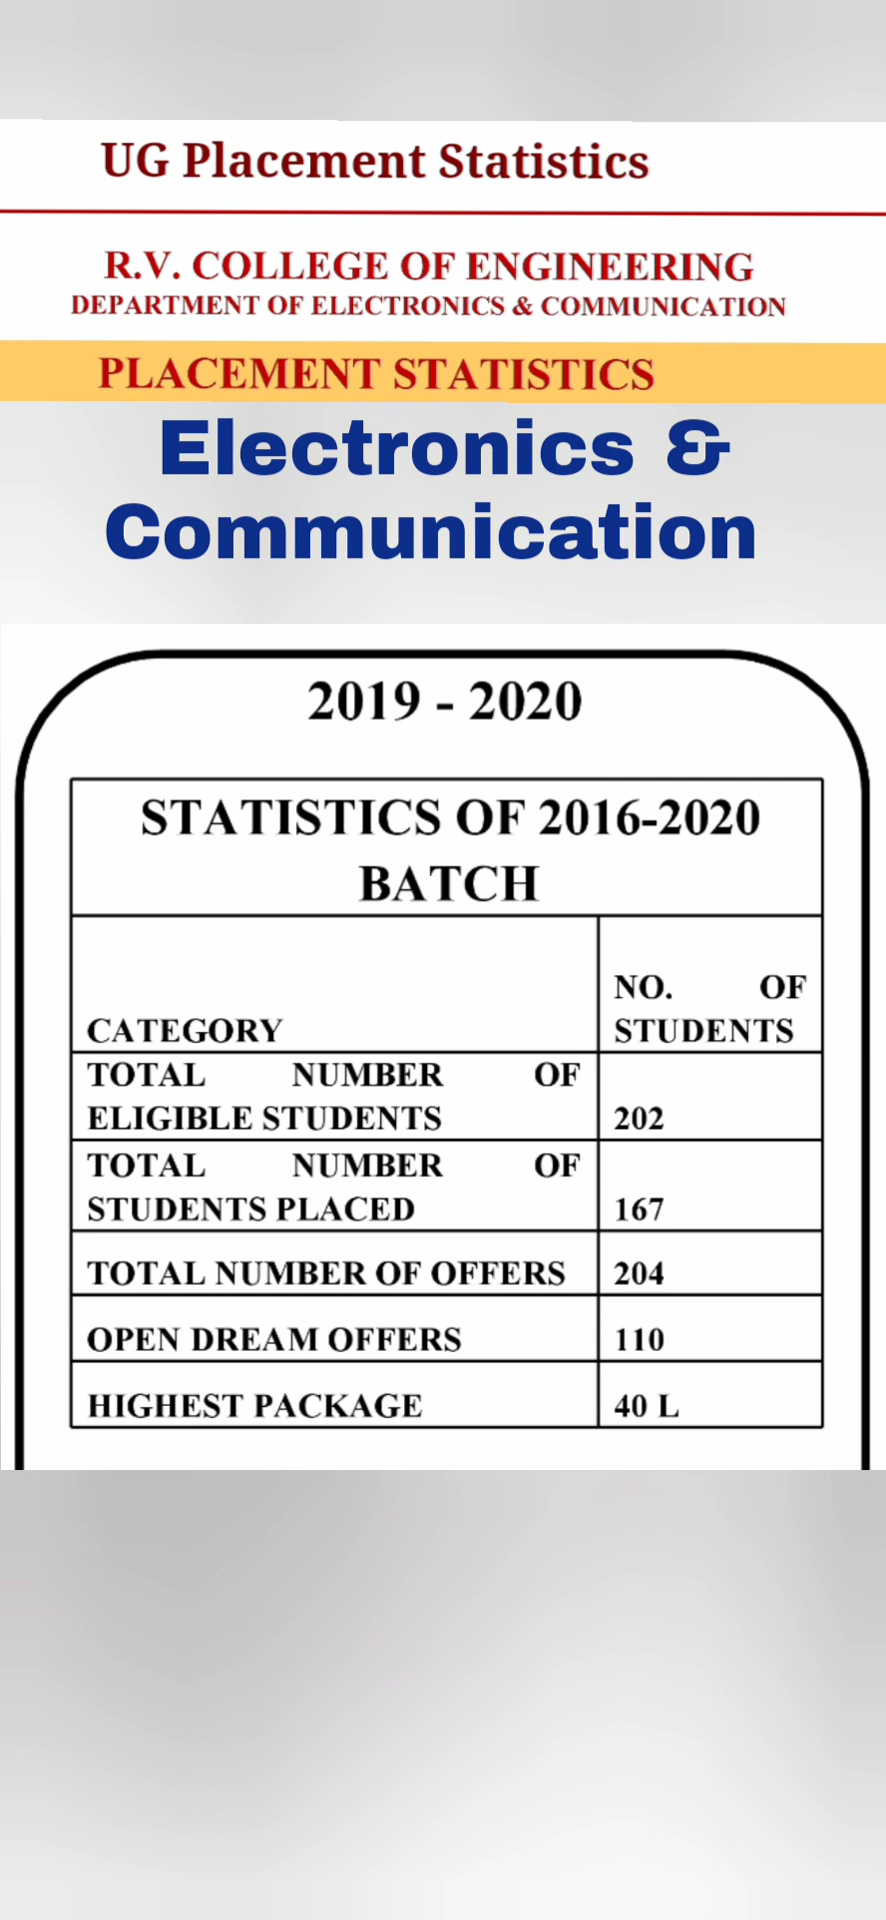 UG Placement Statistics
R.V. COLLEGE OF ENGINEERING
DEPARTMENT OF ELECTRONICS & COMMUNICATION
PLACEMENT STATISTICS
Electronics &
Communication
2019 - 2020
STATISTICS OF 2016-2020
BATCH
CATEGORY
NO. OF
STUDENTS
TOTAL NUMBER OF
ELIGIBLE STUDENTS
202
TOTAL NUMBER OF
STUDENTS PLACED
167
TOTAL NUMBER OF OFFERS
204
OPEN DREAM OFFERS
110
HIGHEST PACKAGE
40 L